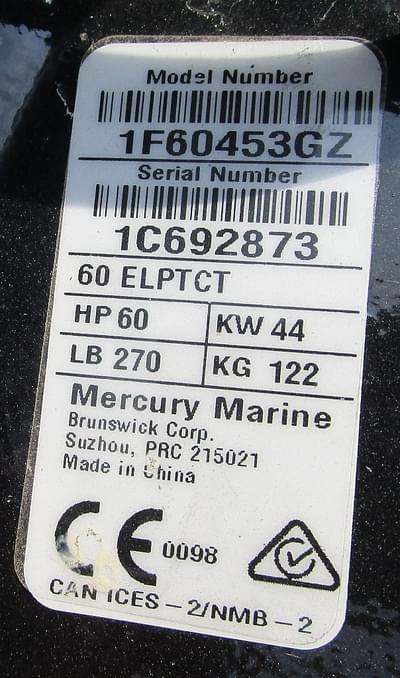 Model Number
1F60453GZ
Serial Number
1C692873
60 ELPTCT
HP 60 KW 44
LB 270 KG 122
Mercury Marine
Brunswick Corp.
Suzhou, PRC 215021
Made in China
CE 0098
CAN ICES - 2/NMB - 2